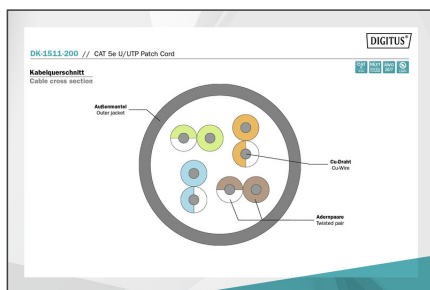 DIGITUS®
DK-1511-200 // CAT 5e U/UTP Patch Cord
Kabelquerschnitt
Cable cross section
Außenmantel
Outer jacket
Cu-Draht
Cu-Wire
Adernpaare
Twisted pair